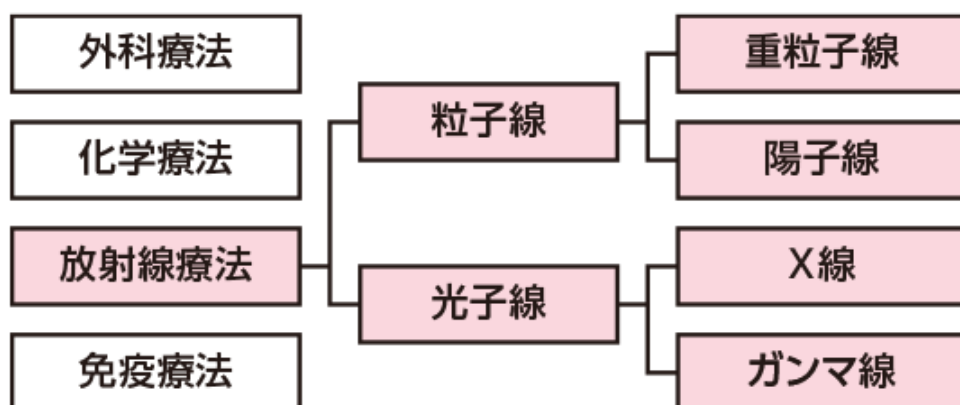 外科療法
化学療法
放射線療法
免疫療法
粒子線
光子線
重粒子線
陽子線
X線
ガンマ線